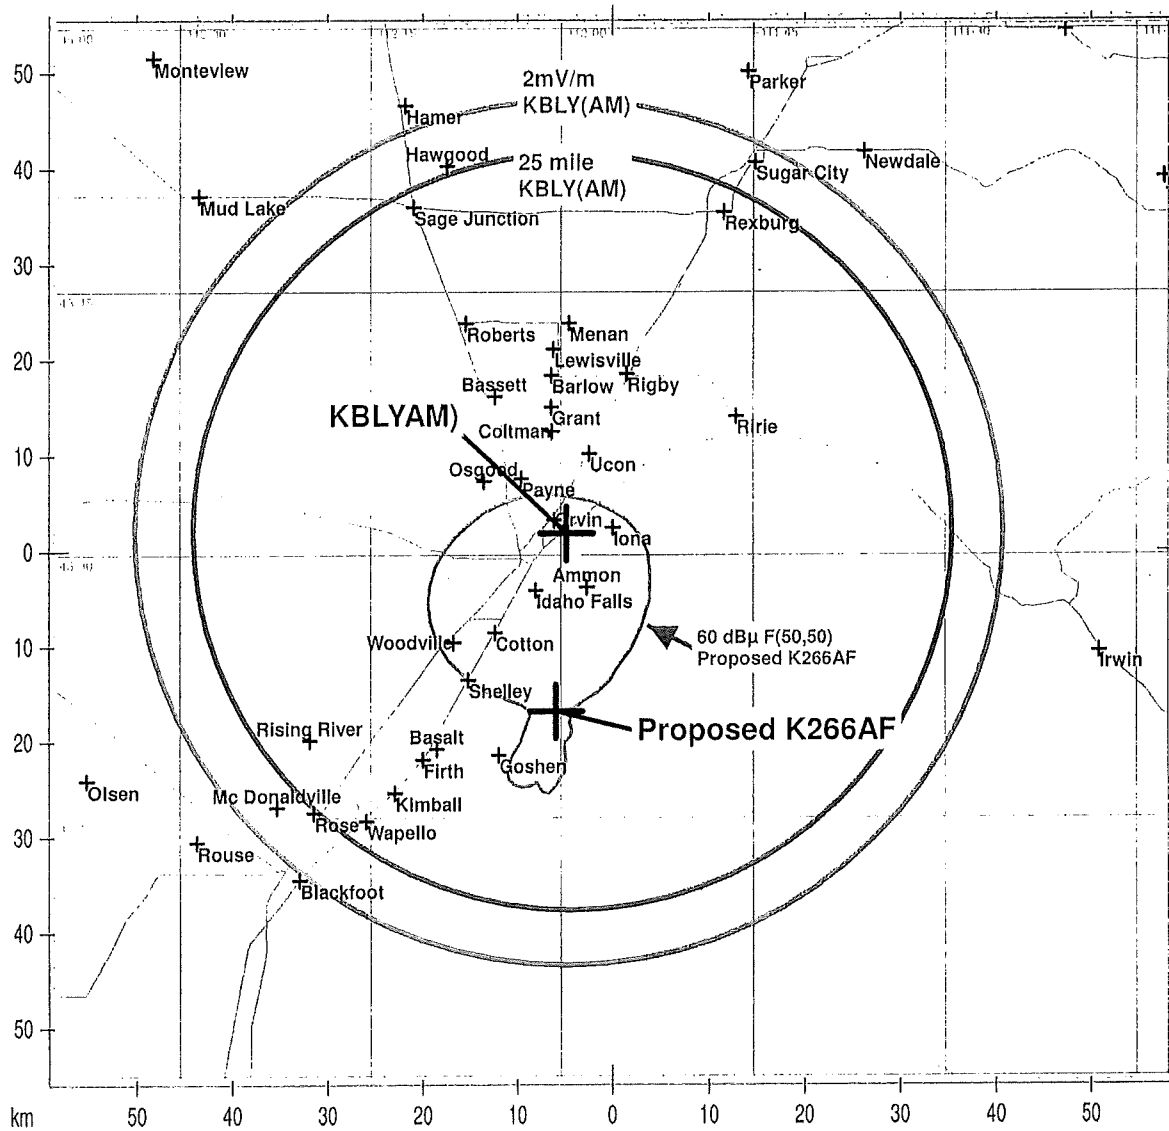 2mV/m
KBLY(AM)
25 mile
KBLY(AM)
Monteview
Parker
Hamer
Hawgood
Sugar City
Newdale
Mud Lake
Sage Junction
Rexburg
Roberts
Menan
Lewisville
Bassett
Barlow
Rigby
KBLYAM)
Grant
Coltman
Ririe
Osgood
Ucon
Payne
Irvin
Iona
Ammon
Idaho Falls
Woodville
Cotton
60 dBµ F(50,50)
Proposed K266AF
Irwin
Shelley
Proposed K266AF
Rising River
Basalt
Firth
Goshen
Olsen
Mc Donaldville
Kimball
Rose
Wapello
Rouse
Blackfoot
50
40
30
20
10
0
10
20
30
40
50
km
50
40
30
20
10
0
10
20
30
40
50